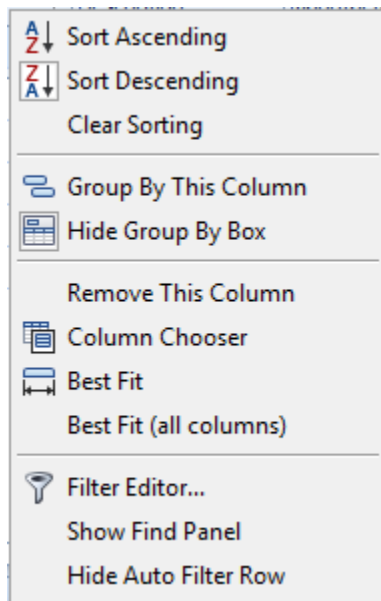 Sort Ascending
Sort Descending
Clear Sorting
Group By This Column
Hide Group By Box
Remove This Column
Column Chooser
Best Fit
Best Fit (all columns)
Filter Editor...
Show Find Panel
Hide Auto Filter Row